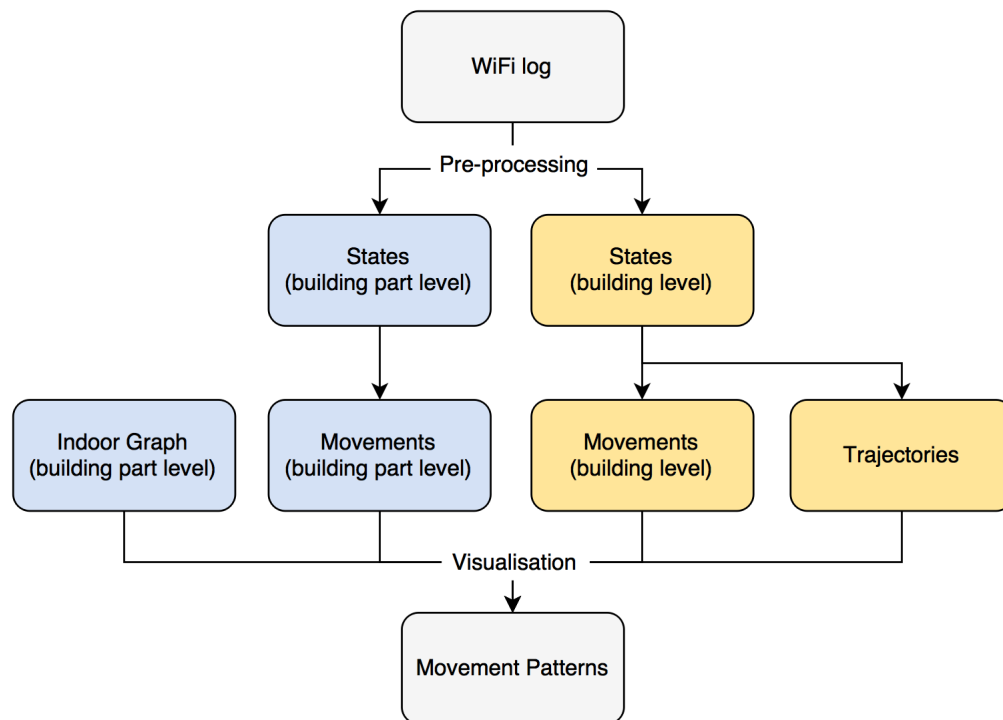 WiFi log
Pre-processing
States
(building part level)
States
(building level)
Indoor Graph
(building part level)
Movements
(building part level)
Movements
(building level)
Trajectories
Visualisation
Movement Patterns